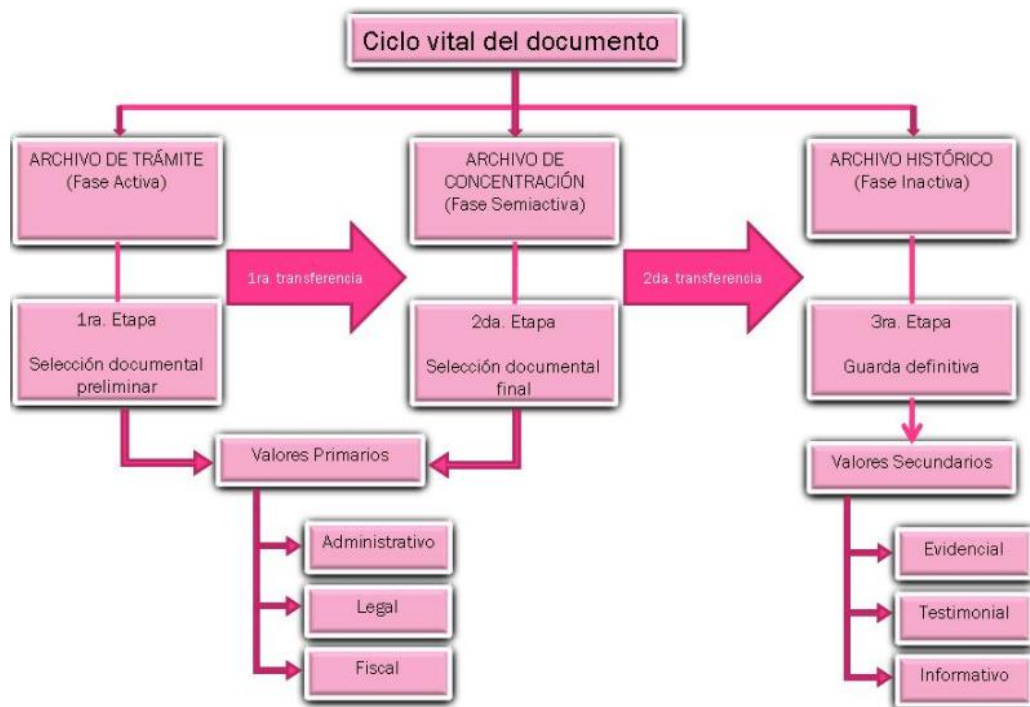 Ciclo vital del documento
ARCHIVO DE TRÁMITE
(Fase Activa)
ARCHIVO DE
CONCENTRACIÓN
(Fase Semiactiva)
ARCHIVO HISTÓRICO
(Fase Inactiva)
1ra. transferencia
2da. transferencia
1ra. Etapa
Selección documental
preliminar
2da. Etapa
Selección documental
final
3ra. Etapa
Guarda definitiva
Valores Primarios
Administrativo
Legal
Fiscal
Valores Secundarios
Evidencial
Testimonial
Informativo